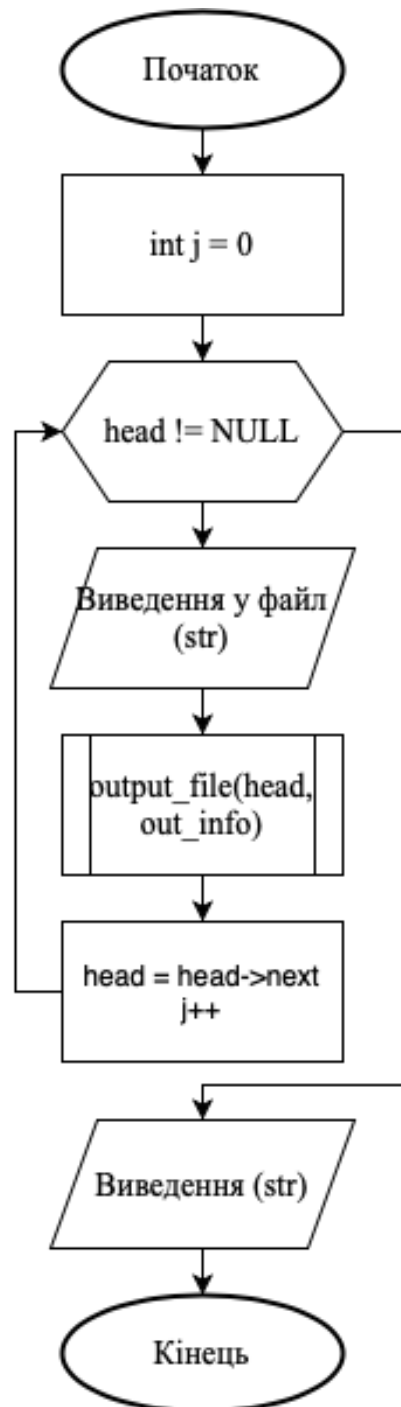 Початок
int j = 0
head != NULL
Виведення у файл
(str)
output_file(head,
out_info)
head = head->next
j++
Виведення (str)
Кінець